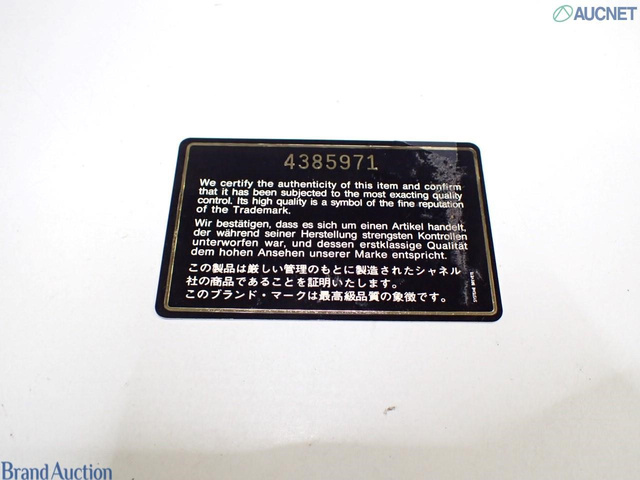 AUCNET
4385971
We certify the authenticity of this item and confirm
that it has been subjected to the most exacting quality
control. Its high quality is a symbol of the fine reputation
of the Trademark.
Wir bestätigen, dass es sich um einen Artikel handelt,
der während seiner Herstellung strengsten Kontrollen
unterworfen war, und dessen erstklassige Qualität
dem hohen Ansehen unserer Marke entspricht.
この製品は厳しい管理のもとに製造されたシャネル
社の商品であることを証明いたします。
このブランド・マークは最高級品質の象徴です。
Brand Auction